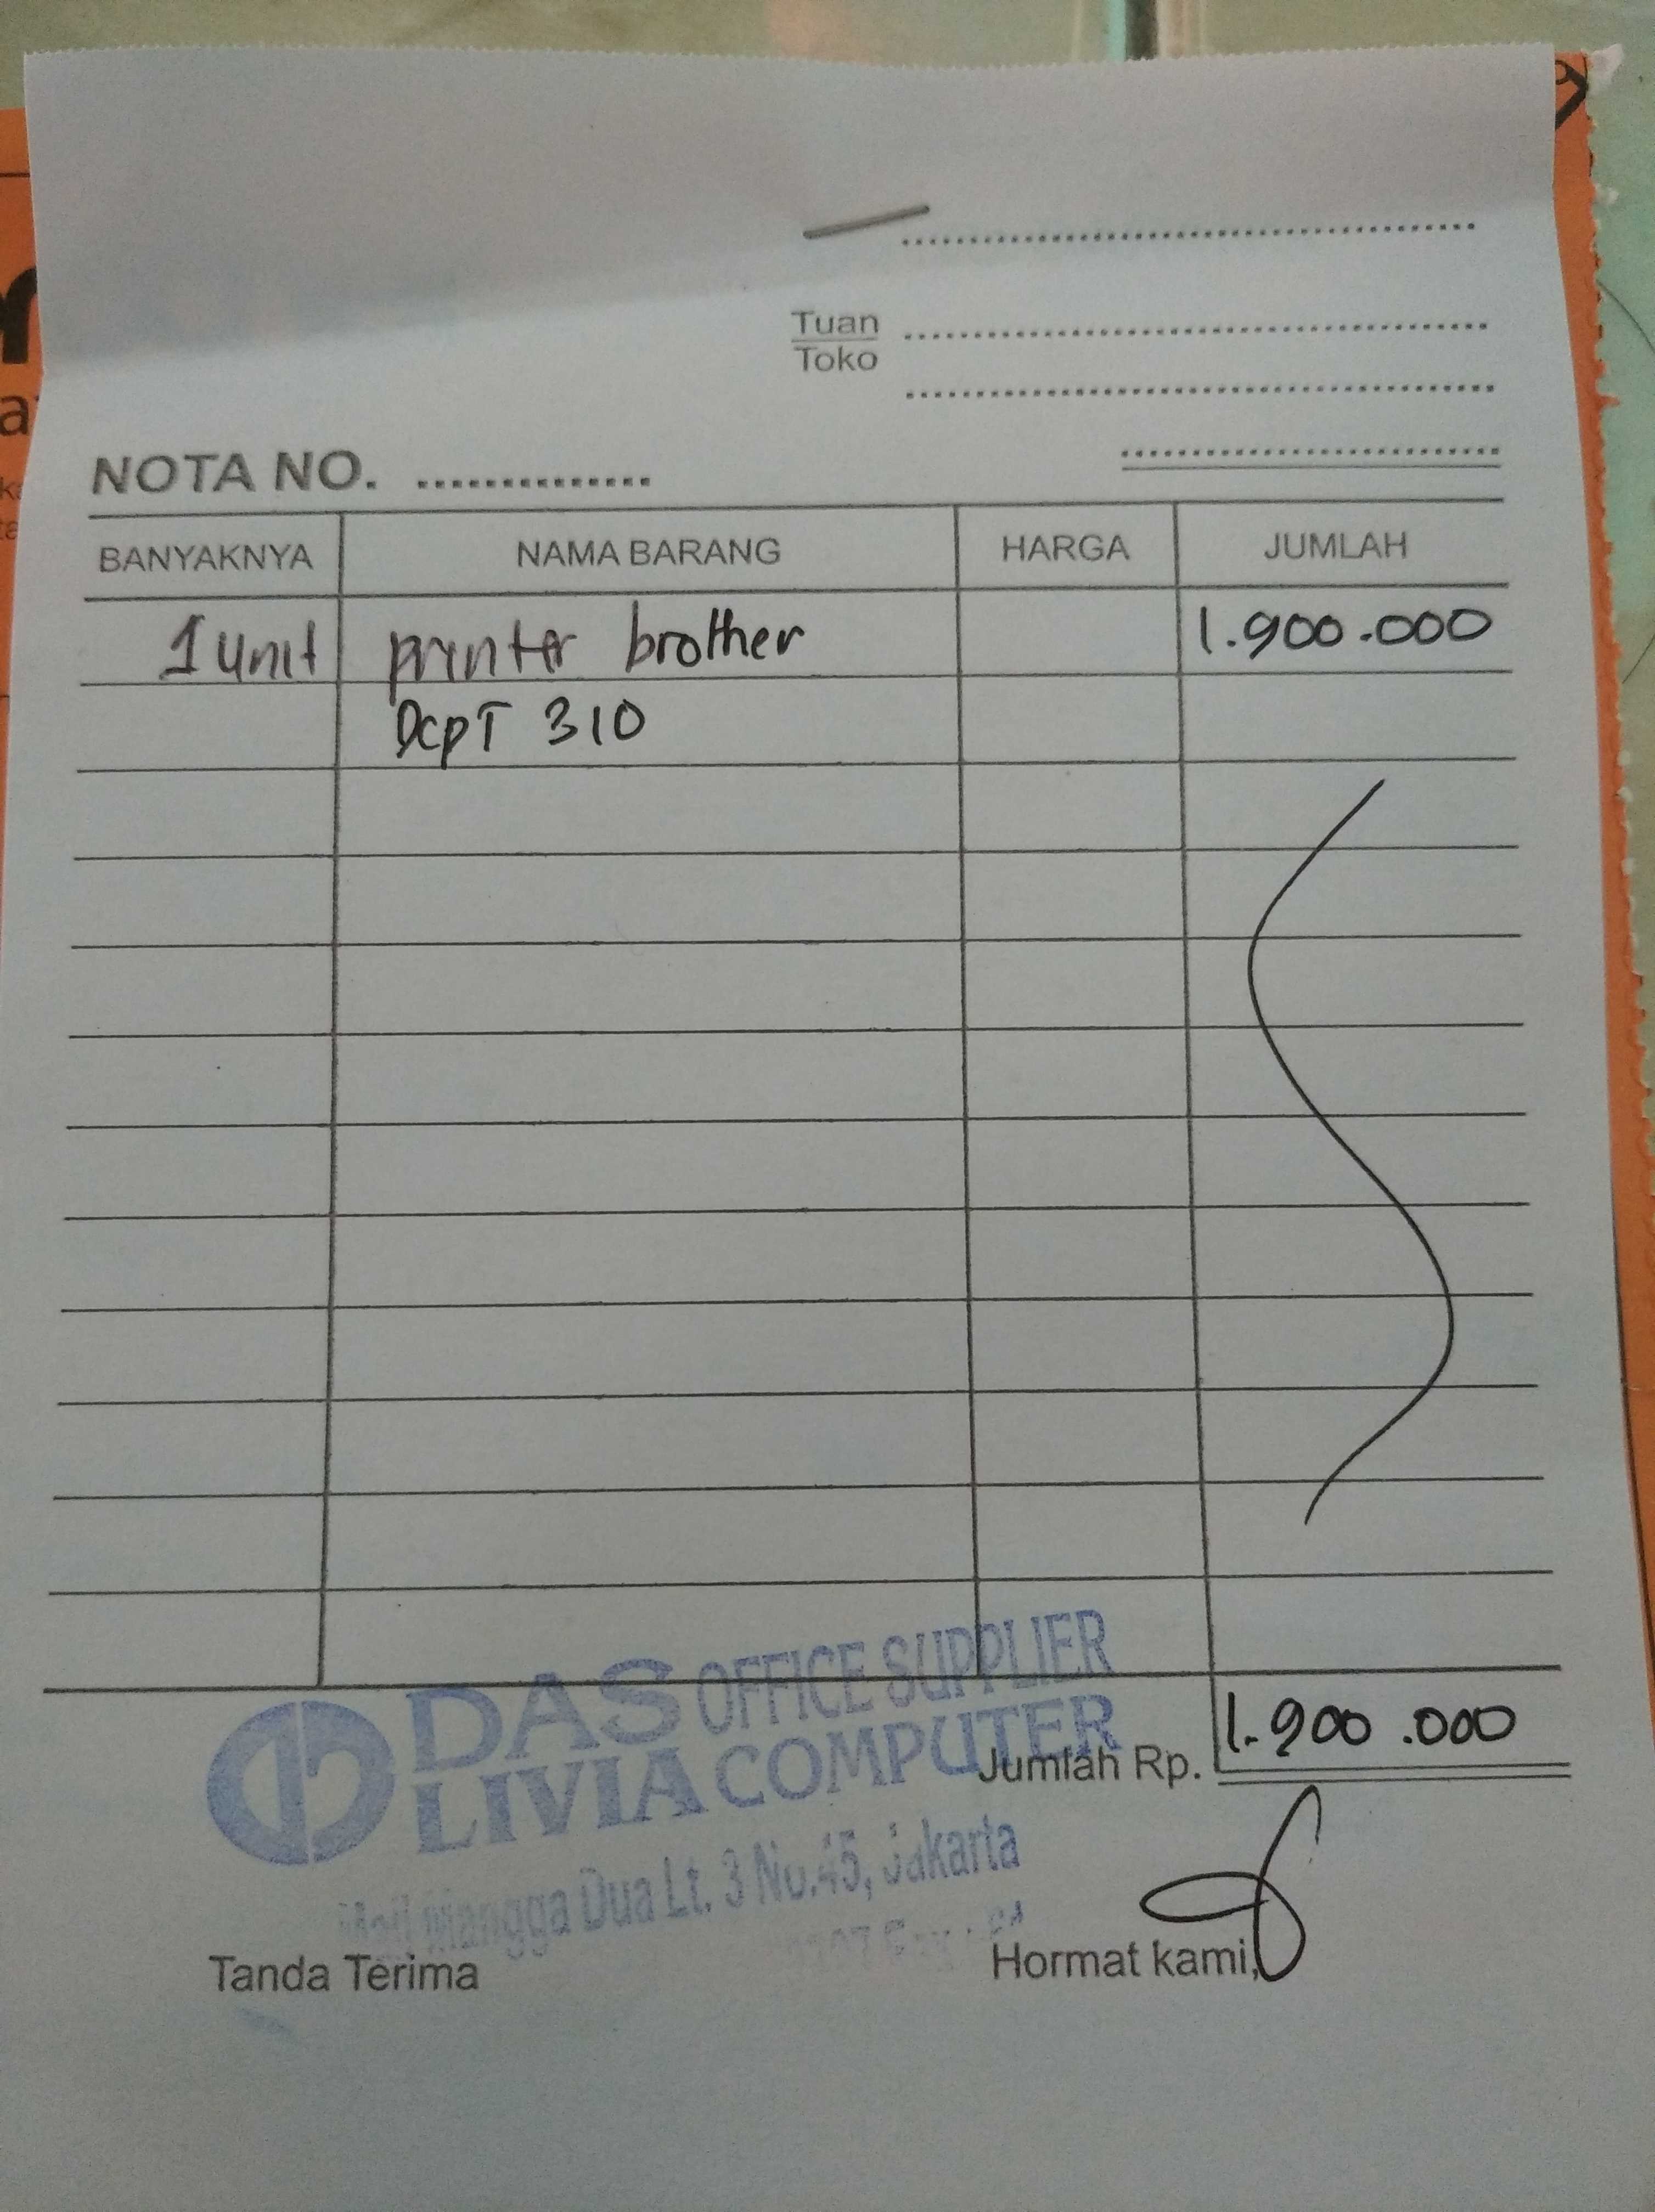 Tuan
Toko
NOTA NO.
BANYAKNYA NAMA BARANG HARGA JUMLAH
1 unit printer brother 1.900.000
DcpT 310
DAS OFFICE SUPPLIER
LIVIA COMPUTER
Jumlah Rp. 1.900.000
Mall Mangga Dua Lt. 3 No.45, Jakarta
Tanda Terima Hormat kami,